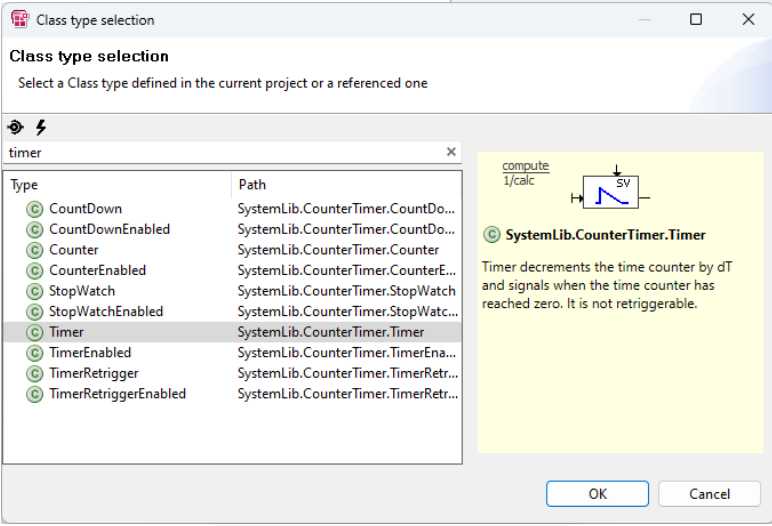 Class type selection
Class type selection
Select a Class type defined in the current project or a referenced one
timer
Type Path
CountDown SystemLib.CounterTimer.CountDo...
CountDownEnabled SystemLib.CounterTimer.CountDo...
Counter SystemLib.CounterTimer.Counter
CounterEnabled SystemLib.CounterTimer.CounterE...
StopWatch SystemLib.CounterTimer.StopWatch
StopWatchEnabled SystemLib.CounterTimer.StopWatc...
Timer SystemLib.CounterTimer.Timer
TimerEnabled SystemLib.CounterTimer.TimerEna...
TimerRetrigger SystemLib.CounterTimer.TimerRetr...
TimerRetriggerEnabled SystemLib.CounterTimer.TimerRetr...
compute
1/calc
SV
SystemLib.CounterTimer.Timer
Timer decrements the time counter by dT
and signals when the time counter has
reached zero. It is not retriggerable.
OK Cancel